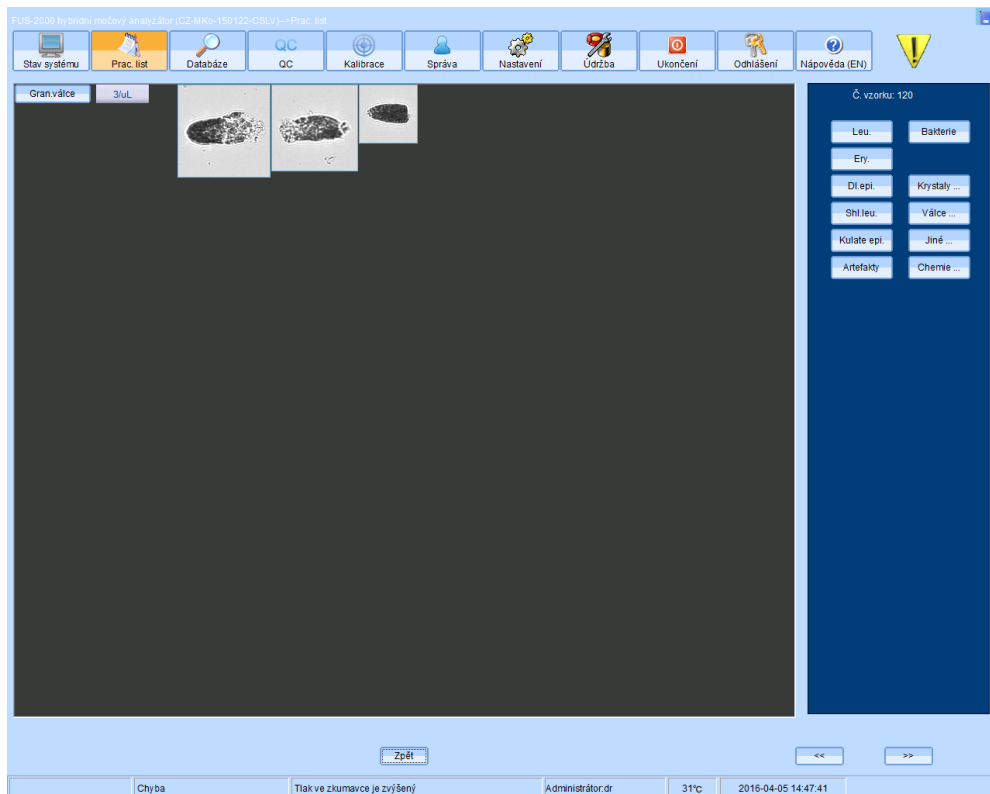 FUS-2000 hybridní močový analyzátor (CZ-MKo-150122-CSLV)-->Prac. list
QC
Stav systému Prac. list Databáze QC Kalibrace Správa Nastavení Údržba Ukončení Odhlášení Nápověda (EN)
Gran.válce 3/uL
Č. vzorku: 120
Leu. Bakterie
Ery.
Dl.epi. Krystaly ...
Shl.leu. Válce ...
Kulate epi. Jiné ...
Artefakty Chemie ...
Zpět << >>
Chyba Tlak ve zkumavce je zvýšený Administrátor:dr 31°C 2016-04-05 14:47:41